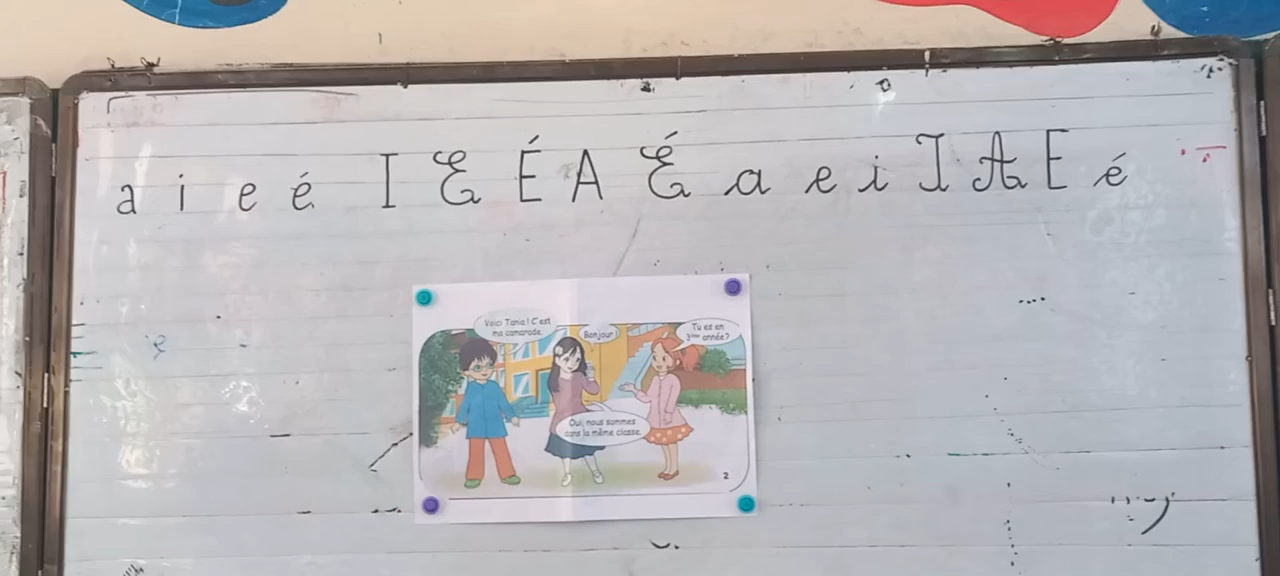 a i e é I E É A É a e i I A E é
Voici Tania ! C'est
ma camarade.
Bonjour !
Tu es en
3ème année ?
Oui, nous sommes
dans la même classe.
2